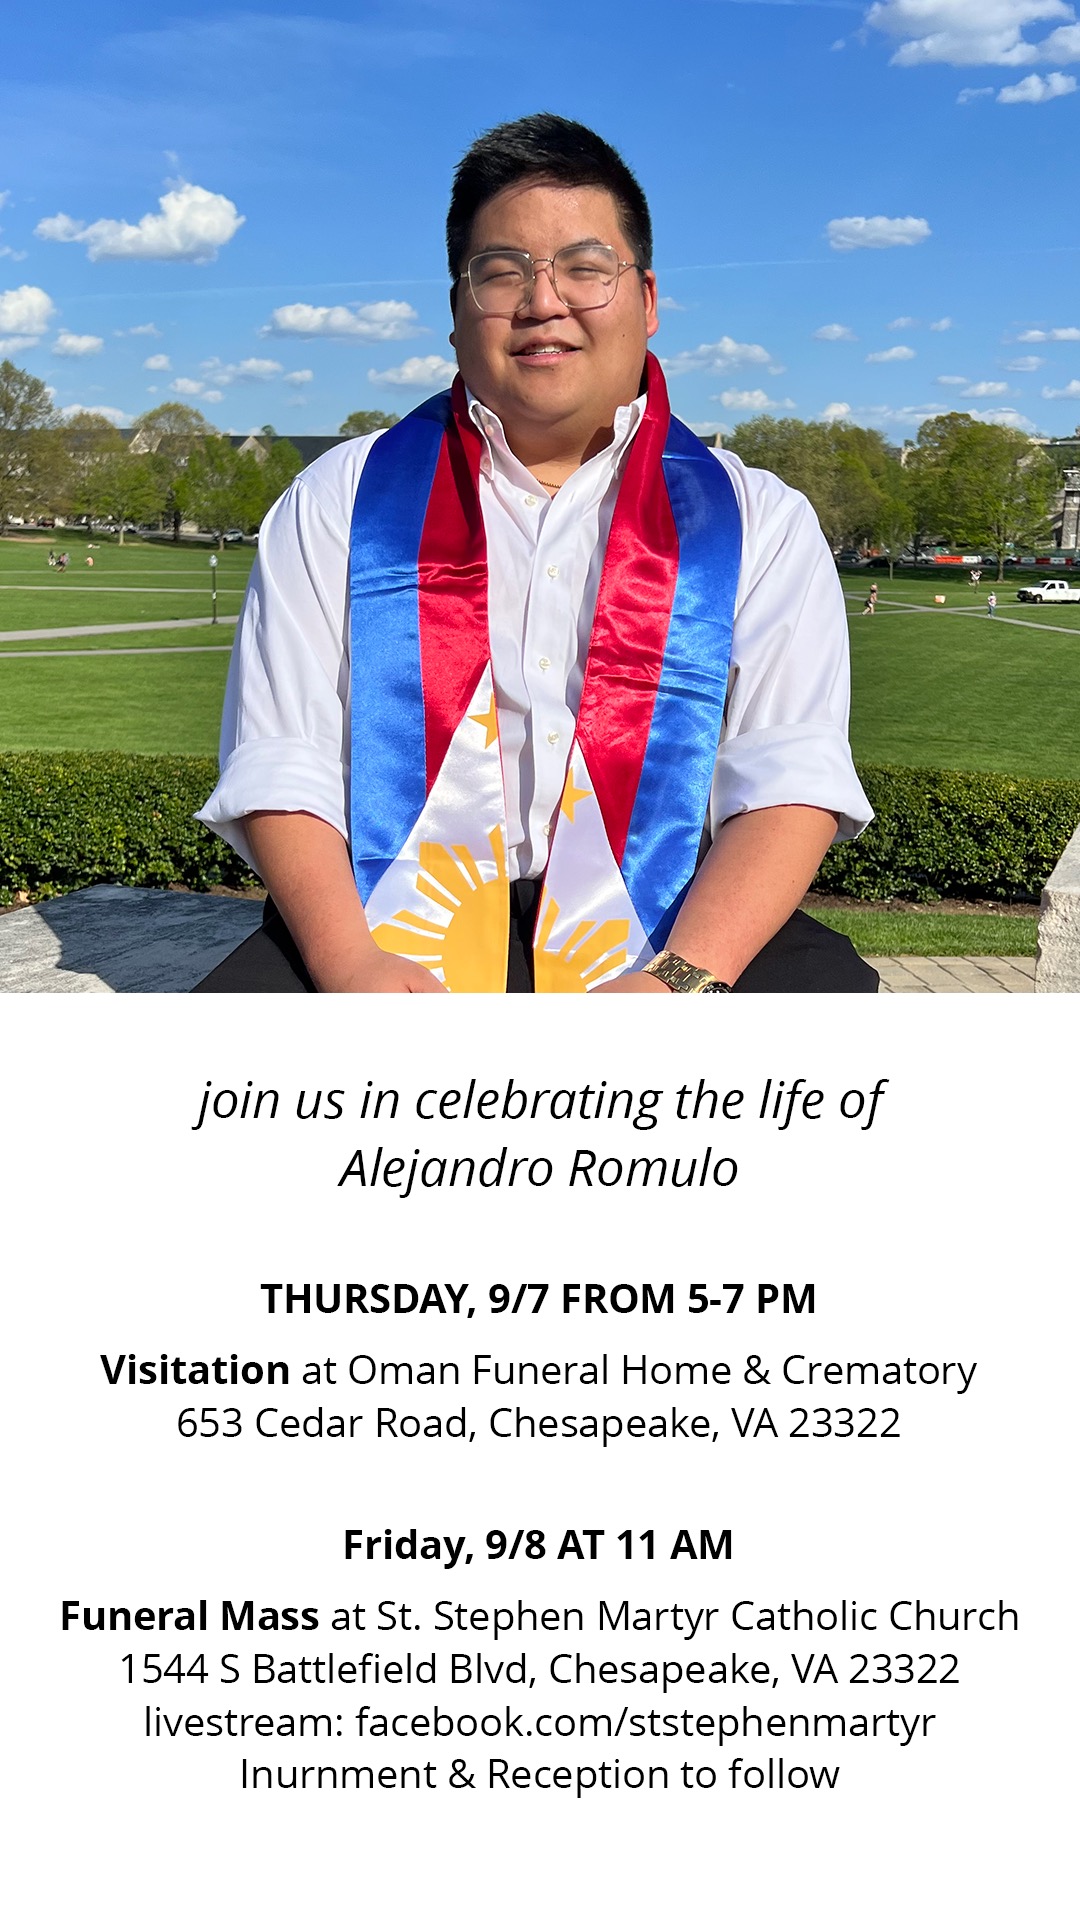 join us in celebrating the life of
Alejandro Romulo
THURSDAY, 9/7 FROM 5-7 PM
Visitation at Oman Funeral Home & Crematory
653 Cedar Road, Chesapeake, VA 23322
Friday, 9/8 AT 11 AM
Funeral Mass at St. Stephen Martyr Catholic Church
1544 S Battlefield Blvd, Chesapeake, VA 23322
livestream: facebook.com/ststephenmartyr
Inurnment & Reception to follow